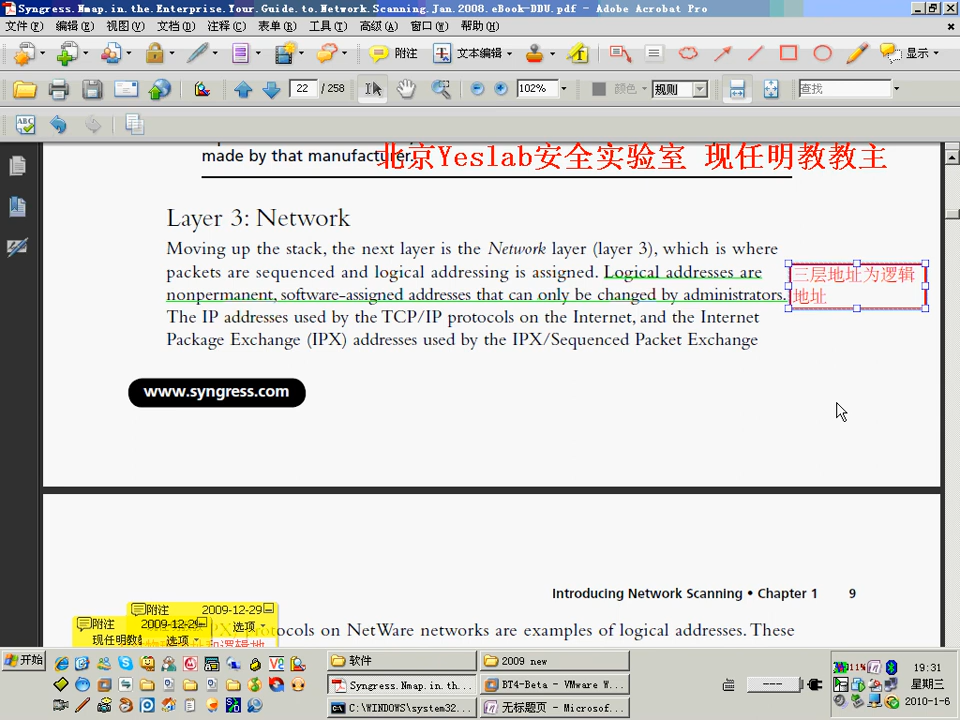 Syngress.Nmap.in.the.Enterprise.Your.Guide.to.Network.Scanning.Jan.2008.eBook-DDU.pdf - Adobe Acrobat Pro
文件(F) 编辑(E) 视图(V) 文档(D) 注释(C) 表单(R) 工具(T) 高级(A) 窗口(W) 帮助(H)
附注 文本编辑 显示
22 / 258 102% 颜色 规则 查找
made by that manufacturer.
北京Yeslab安全实验室 现任明教教主
Layer 3: Network
Moving up the stack, the next layer is the Network layer (layer 3), which is where
packets are sequenced and logical addressing is assigned. Logical addresses are
nonpermanent, software-assigned addresses that can only be changed by administrators.
The IP addresses used by the TCP/IP protocols on the Internet, and the Internet
Package Exchange (IPX) addresses used by the IPX/Sequenced Packet Exchange
三层地址为逻辑
地址
www.syngress.com
Introducing Network Scanning • Chapter 1 9
附注 2009-12-29
选项
附注 2009-12-29
现任明教 选项
protocols on NetWare networks are examples of logical addresses. These
开始
软件
2009 new
Syngress.Nmap.in.th...
BT4-Beta - VMware W...
C:\WINDOWS\system32...
无标题页 - Microsof...
11%
19:31
星期三
2010-1-6